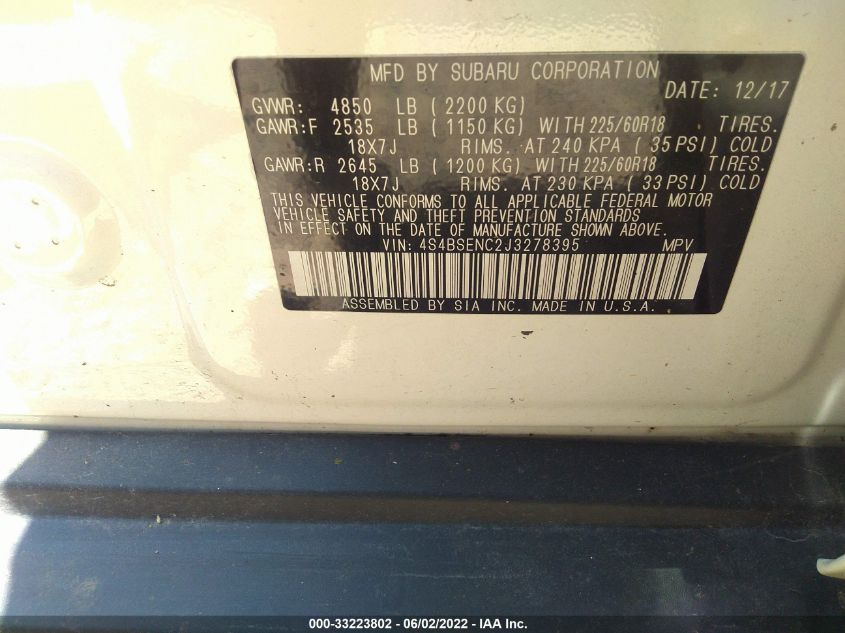 MFD BY SUBARU CORPORATION
DATE: 12/17
GVWR: 4850 LB (2200 KG)
GAWR:F 2535 LB (1150 KG) WITH 225/60R18 TIRES.
18X7J RIMS. AT 240 KPA (35 PSI) COLD
GAWR:R 2645 LB (1200 KG) WITH 225/60R18 TIRES.
18X7J RIMS. AT 230 KPA (33 PSI) COLD
THIS VEHICLE CONFORMS TO ALL APPLICABLE FEDERAL MOTOR
VEHICLE SAFETY AND THEFT PREVENTION STANDARDS
IN EFFECT ON THE DATE OF MANUFACTURE SHOWN ABOVE.
VIN: 4S4BSENC2J3278395 MPV
ASSEMBLED BY SIA INC. MADE IN U.S.A.
000-33223802 - 06/02/2022 - IAA Inc.